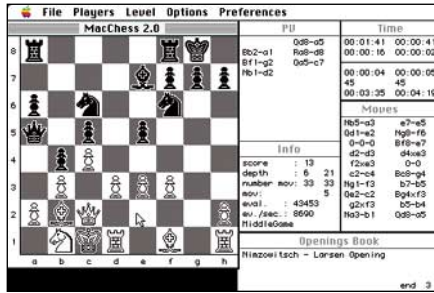 File Players Level Options Preferences
MacChess 2.0
PV
Time
Qd8-a5
Bb2-a1 Ra8-d8
Bf1-g2 Qa5-c7
Nb1-d2
00:01:41 00:00:41
00:00:16 00:00:02
00:00:04 00:00:05
45 45
00:03:35 00:04:19
Moves
Nb5-a3 e7-e5
Qd1-e2 Ng8-f6
0-0-0 Bf8-e7
d2-d3 d4xe3
f2xe3 0-0
c2-c4 Bc8-g4
Ng1-f3 b7-b5
Qe2-c2 Bg4xf3
g2xf3 b5-b4
Na3-b1 Qd8-a5
Info
score : 13
depth : 6 21
number mov: 33 33
mov: 5
eval. : 43453
ev./sec.: 8690
MiddleGame
Openings Book
Nimzowitsch - Larsen Opening
end 3
8
7
6
5
4
3
2
1
a b c d e f g h